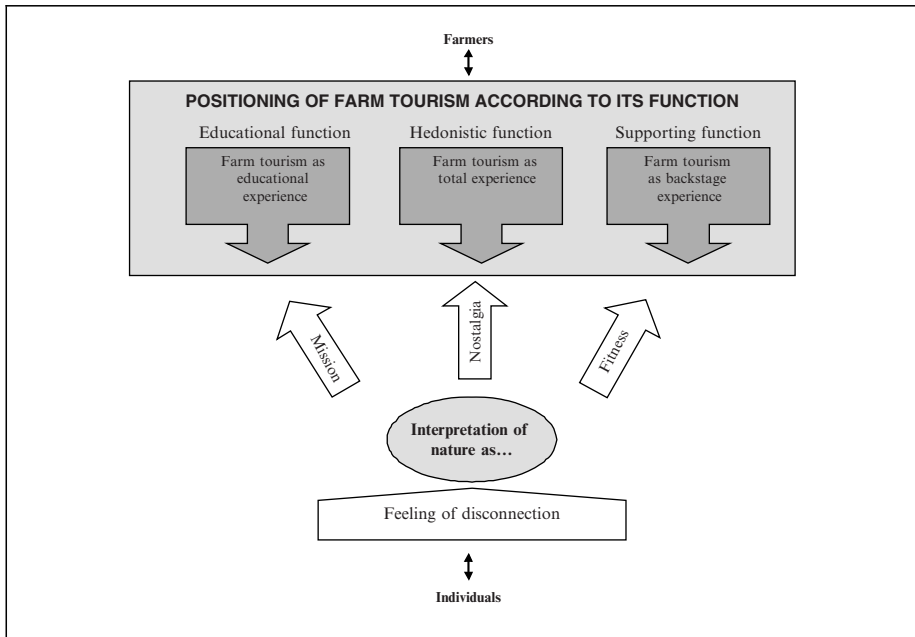 Farmers
POSITIONING OF FARM TOURISM ACCORDING TO ITS FUNCTION
Educational function
Farm tourism as
educational
experience
Hedonistic function
Farm tourism as
total experience
Supporting function
Farm tourism
as backstage
experience
Mission
Nostalgia
Fitness
Interpretation of
nature as…
Feeling of disconnection
Individuals